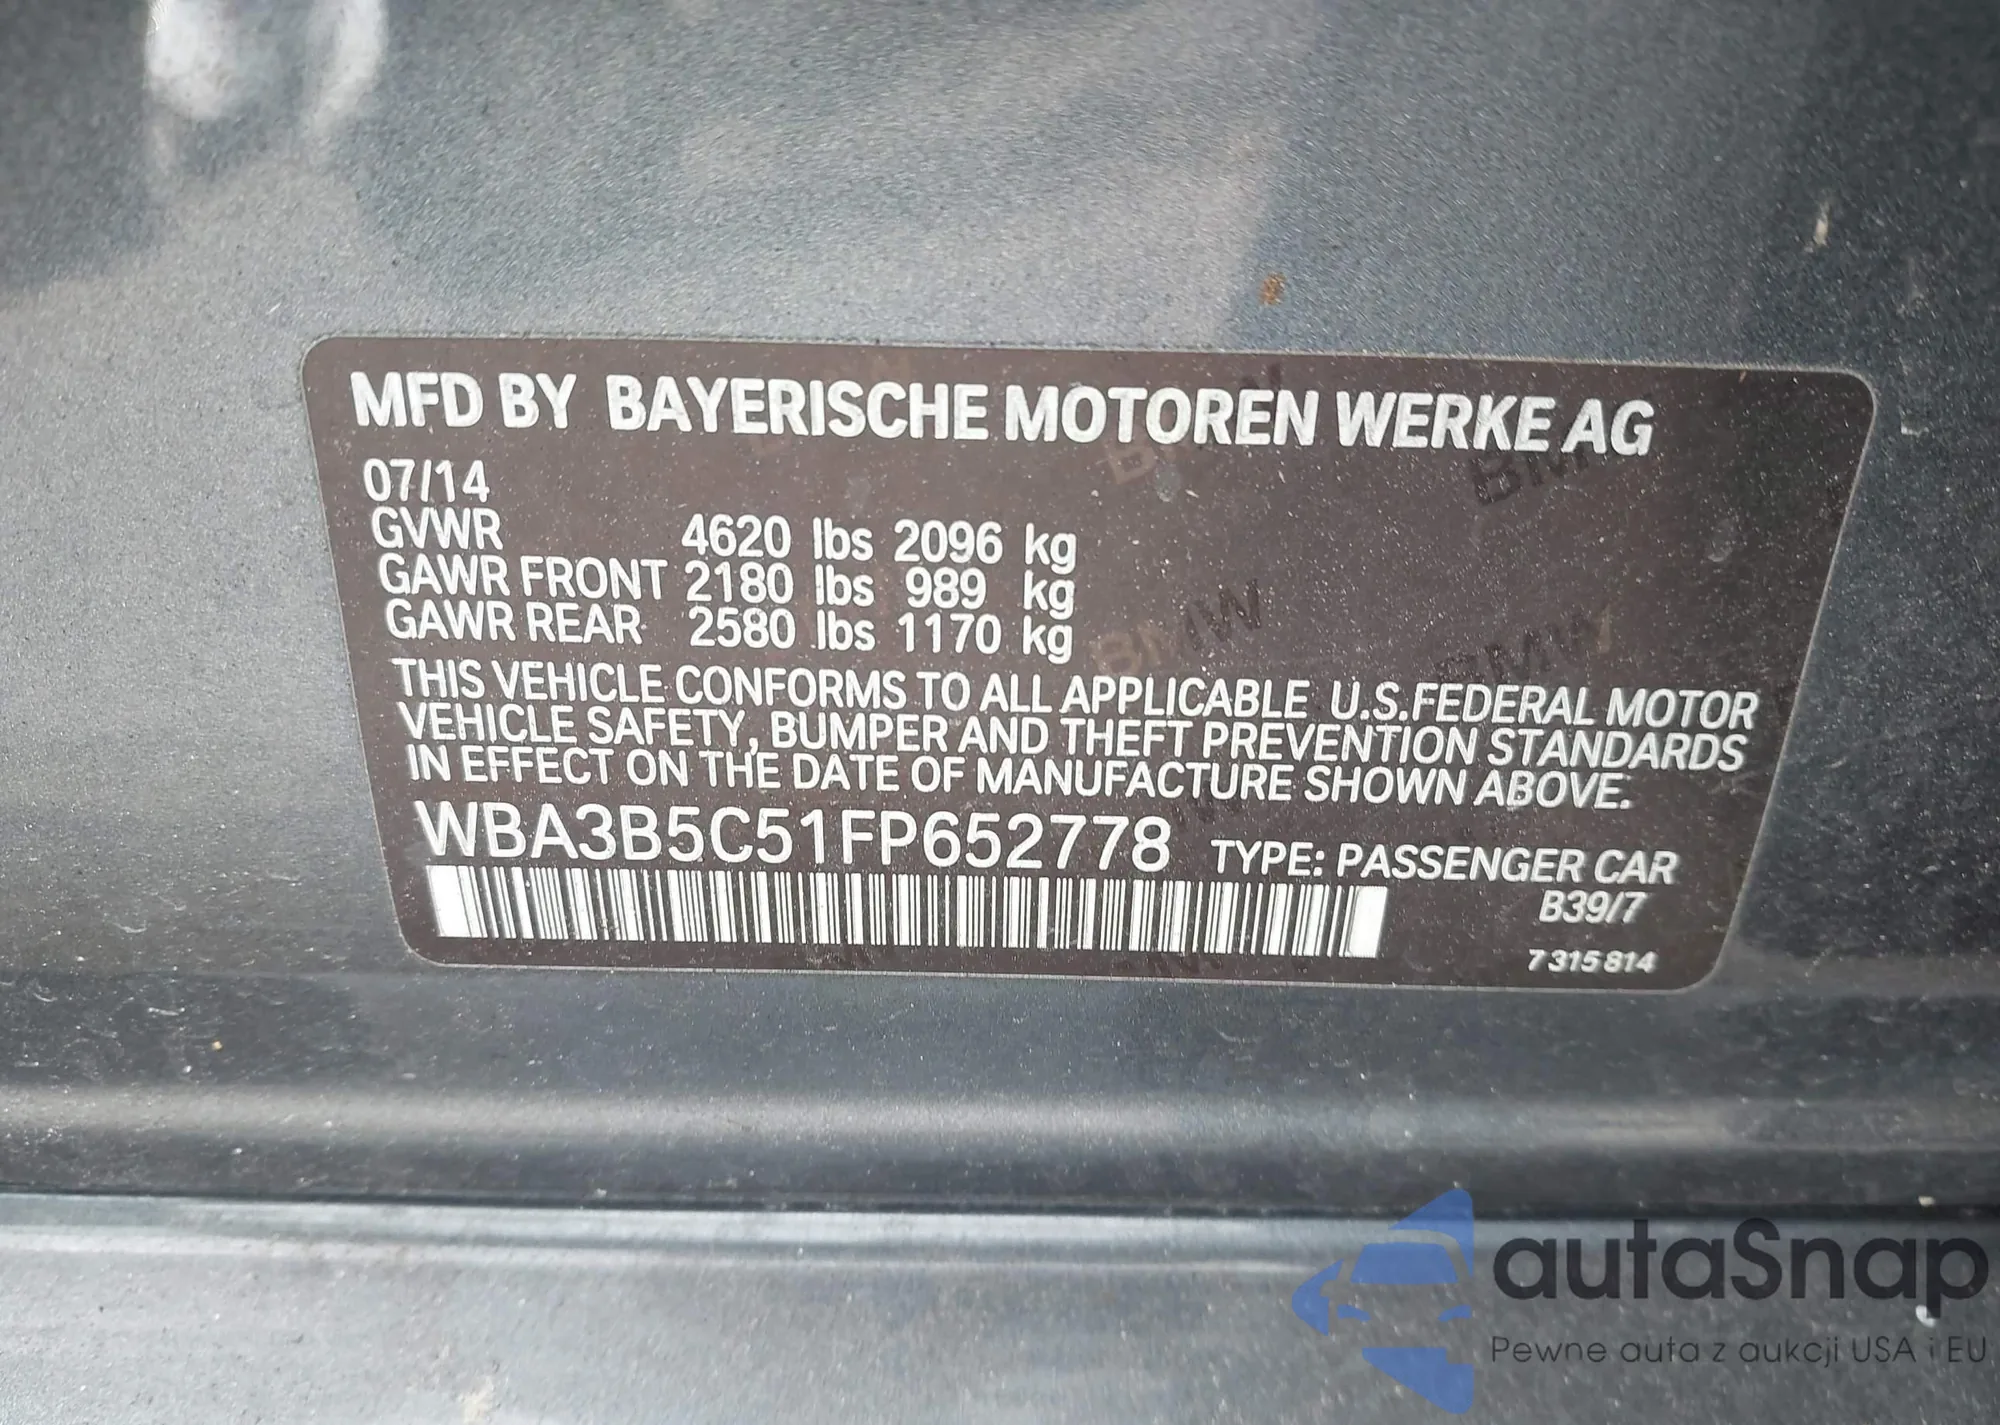 MFD BY BAYERISCHE MOTOREN WERKE AG
07/14
GVWR 4620 lbs 2096 kg
GAWR FRONT 2180 lbs 989 kg
GAWR REAR 2580 lbs 1170 kg
THIS VEHICLE CONFORMS TO ALL APPLICABLE U.S.FEDERAL MOTOR
VEHICLE SAFETY, BUMPER AND THEFT PREVENTION STANDARDS
IN EFFECT ON THE DATE OF MANUFACTURE SHOWN ABOVE.
WBA3B5C51FP652778 TYPE: PASSENGER CAR
B39/7
7 315 814
autaSnap
Pewne auta z aukcji USA i EU